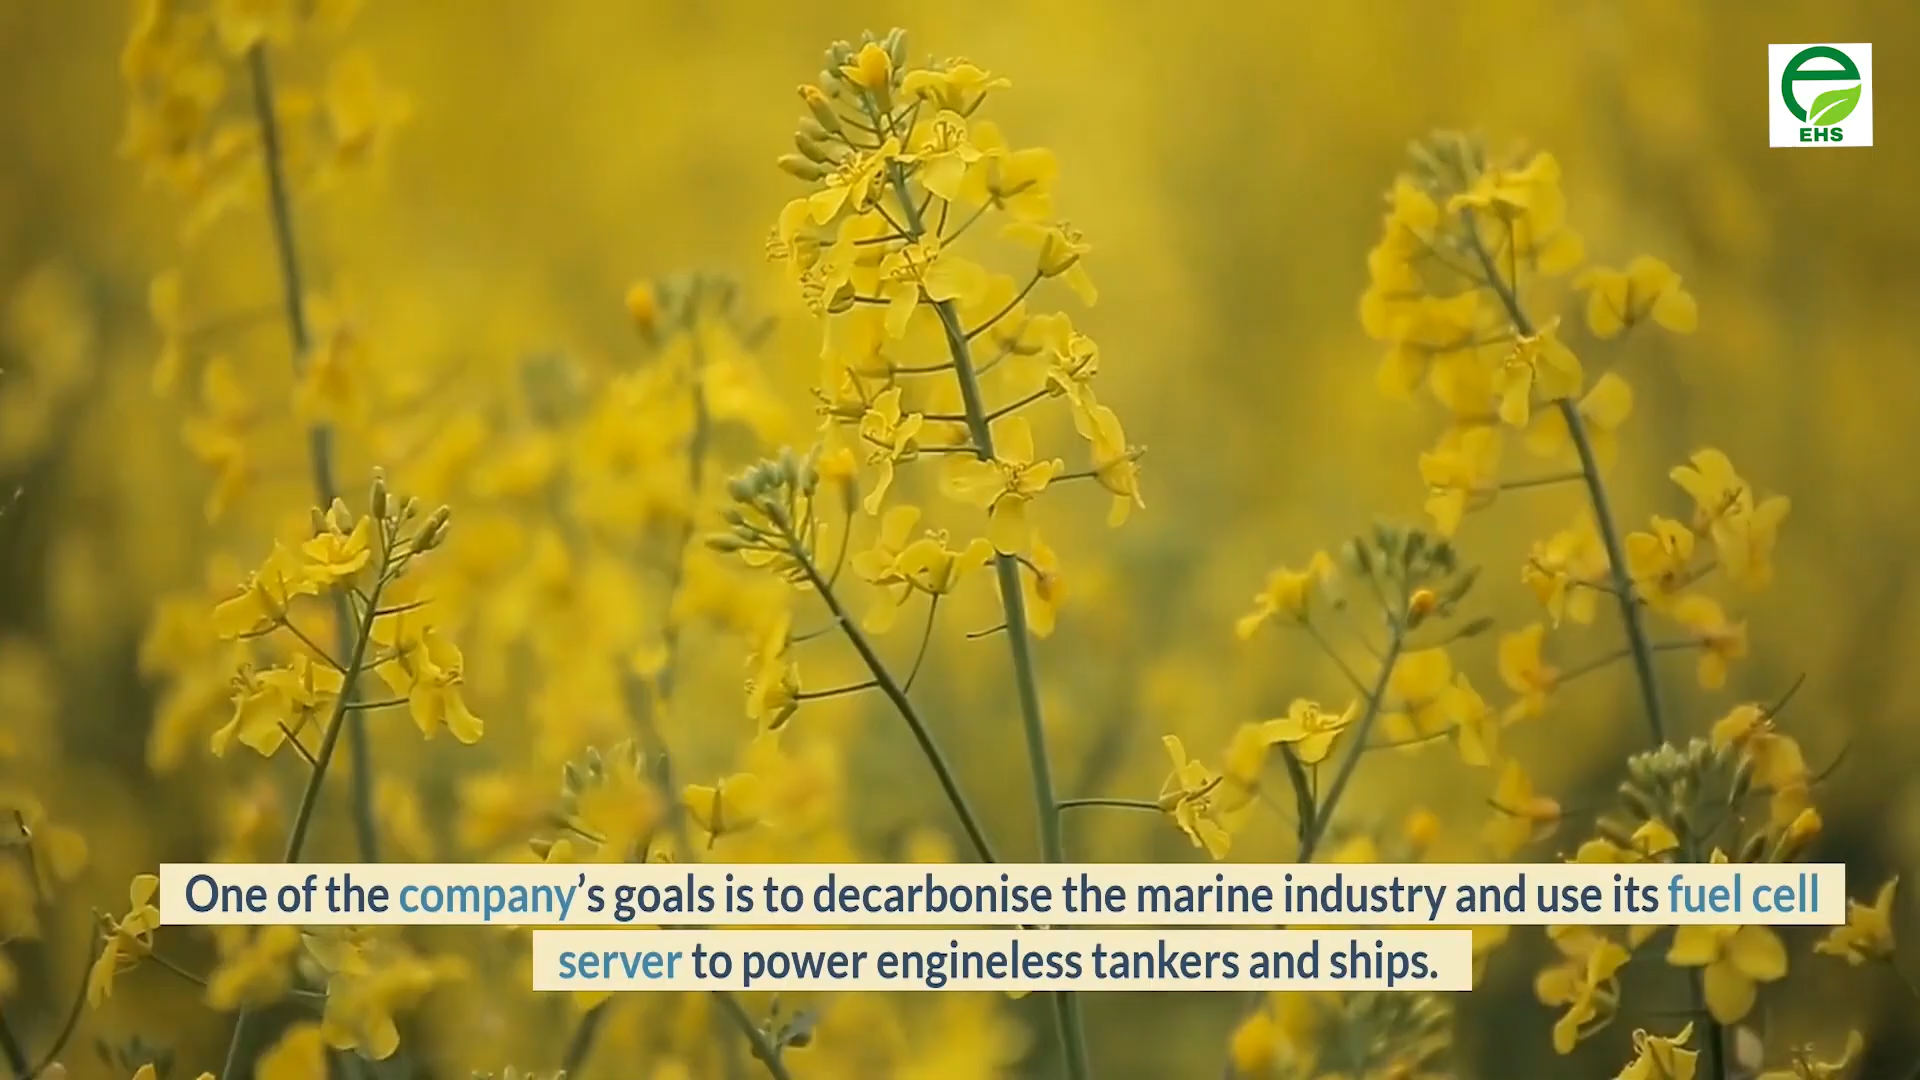 EHS
One of the company's goals is to decarbonise the marine industry and use its fuel cell
server to power engineless tankers and ships.